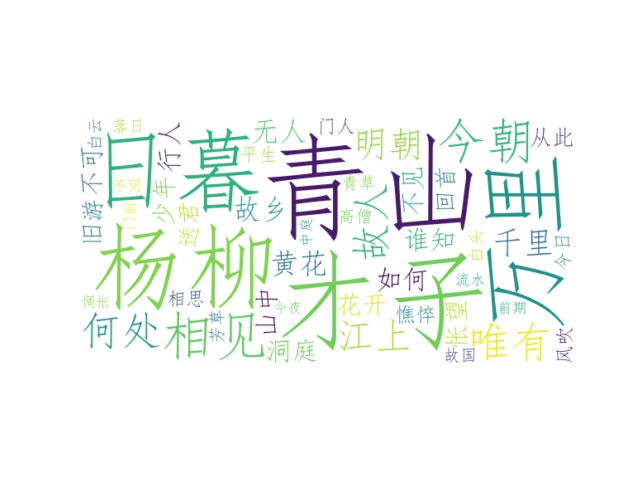 落日
白云
不可
旧游
日暮
行人
少年
送君
无人
平生
故乡
门人
青山
明朝
今朝
从此
万里
不同
门前
青草
高僧
中庭
故人
不见
回首
谁知
白头
千里
今日
杨柳
才子
黄花
如何
流水
惆怅
相思
山中
今夜
花开
憔悴
怅望
前期
何处
相见
芳草
洞庭
江上
故国
唯有
风吹